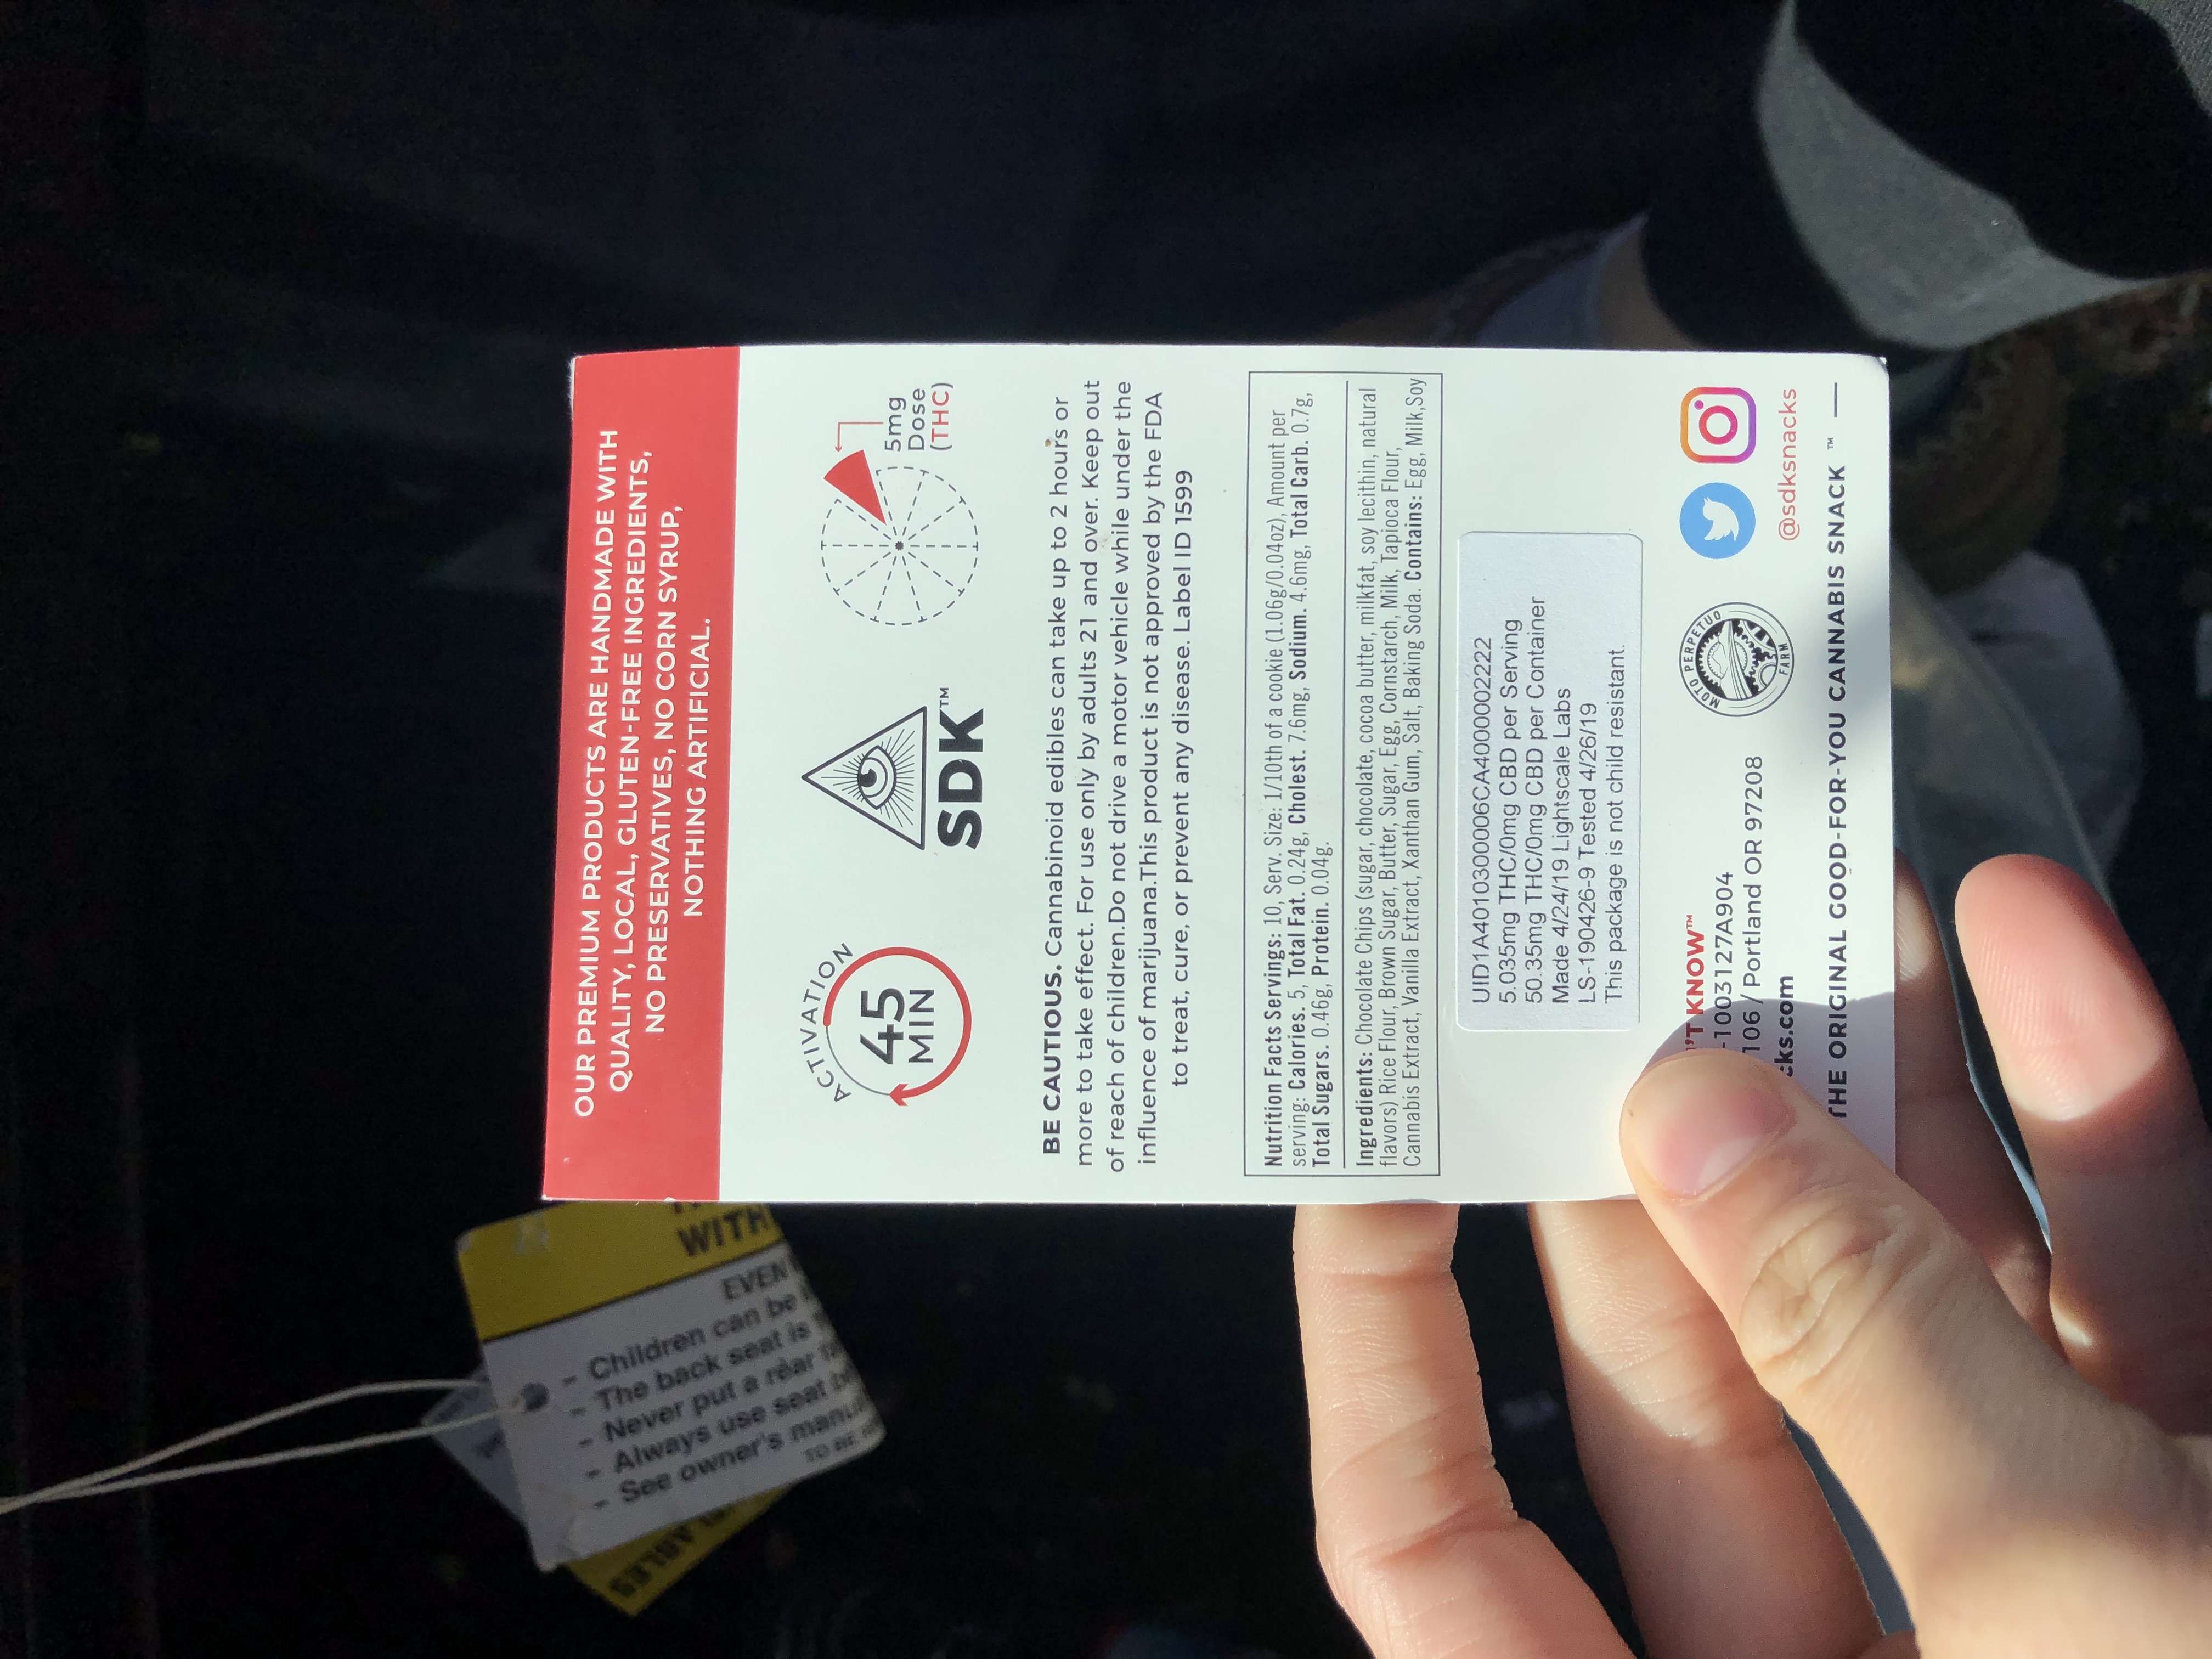 - Children can be
- The back seat is
- Never put a rear
- Always use seat
- See owner's
EVEN
WITH
OUR PREMIUM PRODUCTS ARE HANDMADE WITH
QUALITY, LOCAL, GLUTEN-FREE INGREDIENTS,
NO PRESERVATIVES, NO CORN SYRUP,
NOTHING ARTIFICIAL.
ACTIVATION
45
MIN
SDK™
5mg
Dose
(THC)
BE CAUTIOUS. Cannabinoid edibles can take up to 2 hours or
more to take effect. For use only by adults 21 and over. Keep out
of reach of children.Do not drive a motor vehicle while under the
influence of marijuana.This product is not approved by the FDA
to treat, cure, or prevent any disease. Label ID 1599
Nutrition Facts Servings: 10, Serv. Size: 1/10th of a cookie (1.06g/0.04oz), Amount per
serving: Calories. 5, Total Fat. 0.24g, Cholest. 7.6mg, Sodium. 4.6mg, Total Carb. 0.7g,
Total Sugars. 0.46g, Protein. 0.04g.
Ingredients: Chocolate Chips (sugar, chocolate, cocoa butter, milkfat, soy lecithin, natural
flavors) Rice Flour, Brown Sugar, Butter, Sugar, Egg, Cornstarch, Milk, Tapioca Flour,
Cannabis Extract, Vanilla Extract, Xanthan Gum, Salt, Baking Soda. Contains: Egg, Milk,Soy
UID1A4010300006CA4000002222
5.035mg THC/0mg CBD per Serving
50.35mg THC/0mg CBD per Container
Made 4/24/19 Lightscale Labs
LS-190426-9 Tested 4/26/19
This package is not child resistant.
'T KNOW™
-1003127A904
106 / Portland OR 97208
cks.com
MOTO PERPETUO
FARM
@sdksnacks
THE ORIGINAL GOOD-FOR-YOU CANNABIS SNACK ™